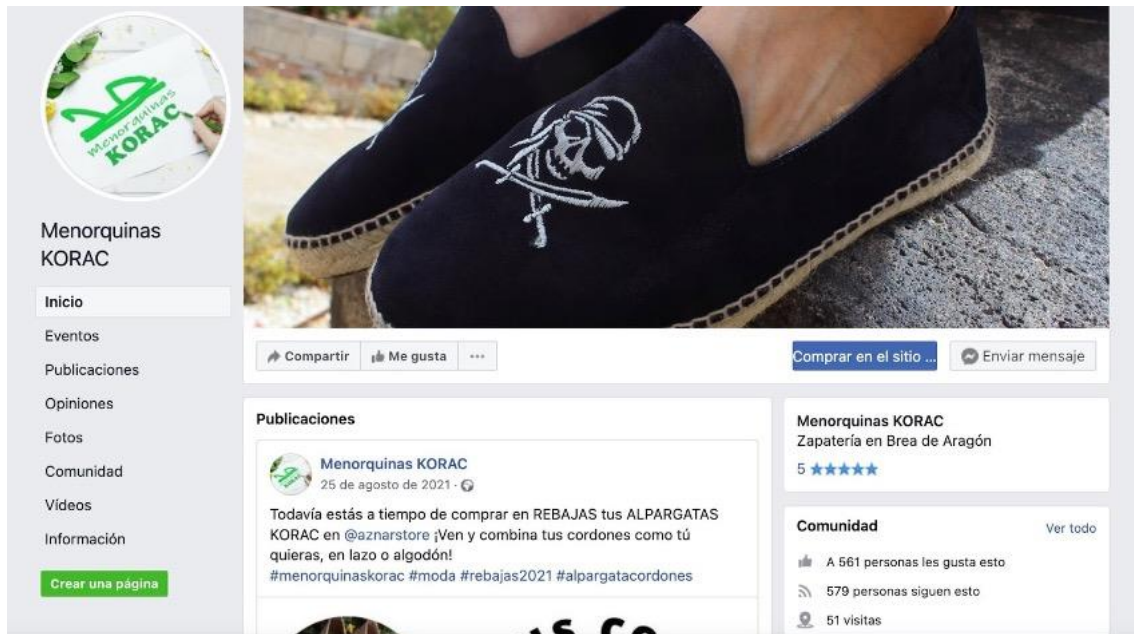 menorquinas
KORAC
Menorquinas
KORAC
Inicio
Eventos
Publicaciones
Opiniones
Fotos
Comunidad
Vídeos
Información
Crear una página
Compartir
Me gusta
...
Comprar en el sitio ...
Enviar mensaje
Publicaciones
Menorquinas KORAC
25 de agosto de 2021 ·
Todavía estás a tiempo de comprar en REBAJAS tus ALPARGATAS
KORAC en @aznarstore ¡Ven y combina tus cordones como tú
quieras, en lazo o algodón!
#menorquinaskorac #moda #rebajas2021 #alpargatacordones
Menorquinas KORAC
Zapatería en Brea de Aragón
5 ★★★★★
Comunidad
Ver todo
A 561 personas les gusta esto
579 personas siguen esto
51 visitas